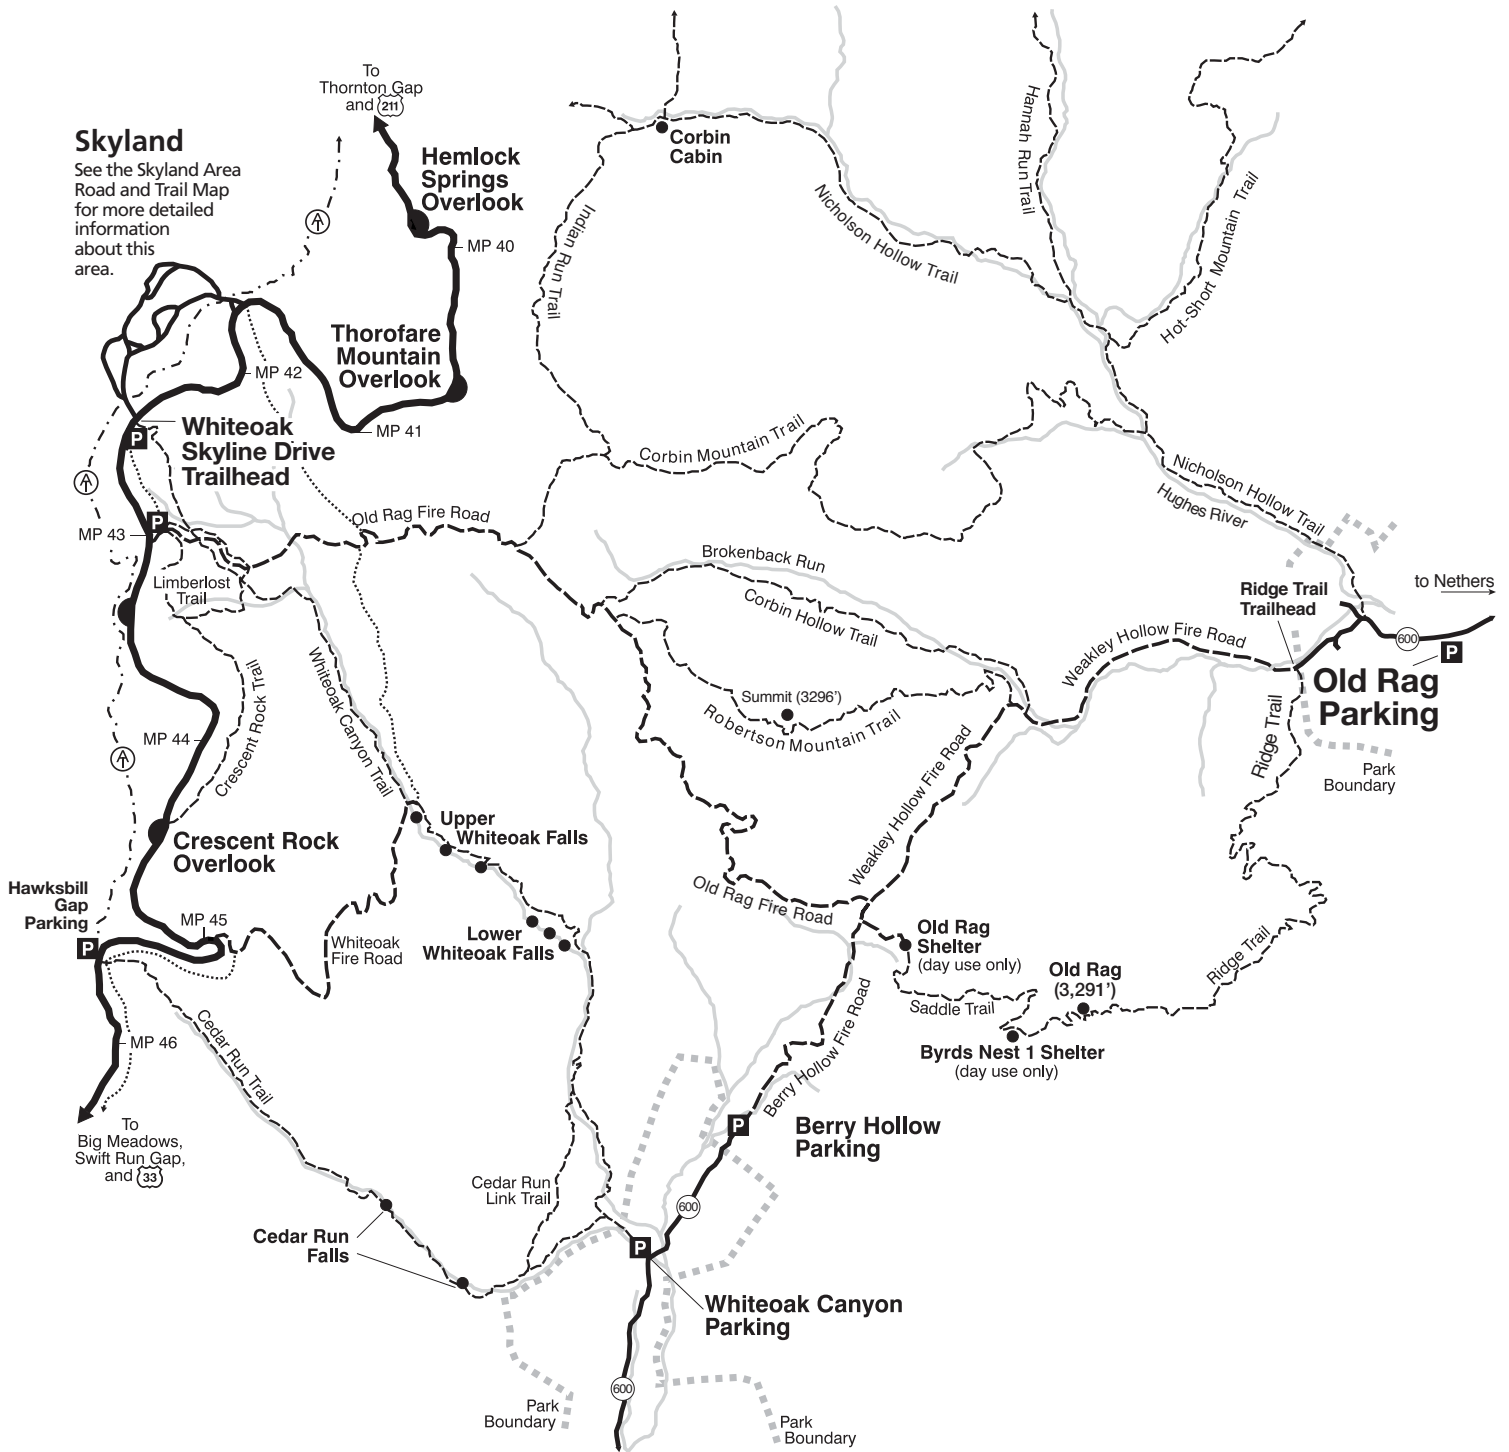 To
Thornton Gap
and 211
Skyland
See the Skyland Area
Road and Trail Map
for more detailed
information
about this
area.
Hemlock
Springs
Overlook
MP 40
Corbin
Cabin
Hannah Run Trail
Nicholson Hollow Trail
Hot-Short Mountain Trail
Indian Run Trail
Thorofare
Mountain
Overlook
MP 42
MP 41
Whiteoak
Skyline Drive
Trailhead
P
Corbin Mountain Trail
Nicholson Hollow Trail
Hughes River
P
MP 43
Old Rag Fire Road
Brokenback Run
Corbin Hollow Trail
Limberlost
Trail
Ridge Trail
Trailhead
to Nethers
600
P
Old Rag
Parking
Weakley Hollow Fire Road
Whiteoak Canyon Trail
Crescent Rock Trail
Summit (3296')
Robertson Mountain Trail
Ridge Trail
Park
Boundary
MP 44
Weakley Hollow Fire Road
Upper
Whiteoak Falls
Crescent Rock
Overlook
Hawksbill
Gap
Parking
P
MP 45
Whiteoak
Fire Road
Lower
Whiteoak Falls
Old Rag Fire Road
Old Rag
Shelter
(day use only)
Old Rag
(3,291')
Ridge Trail
Saddle Trail
Byrds Nest 1 Shelter
(day use only)
MP 46
Cedar Run Trail
Berry Hollow Fire Road
To
Big Meadows,
Swift Run Gap,
and 33
P
Berry Hollow
Parking
Cedar Run
Link Trail
600
Cedar Run
Falls
P
Whiteoak Canyon
Parking
600
Park
Boundary
Park
Boundary